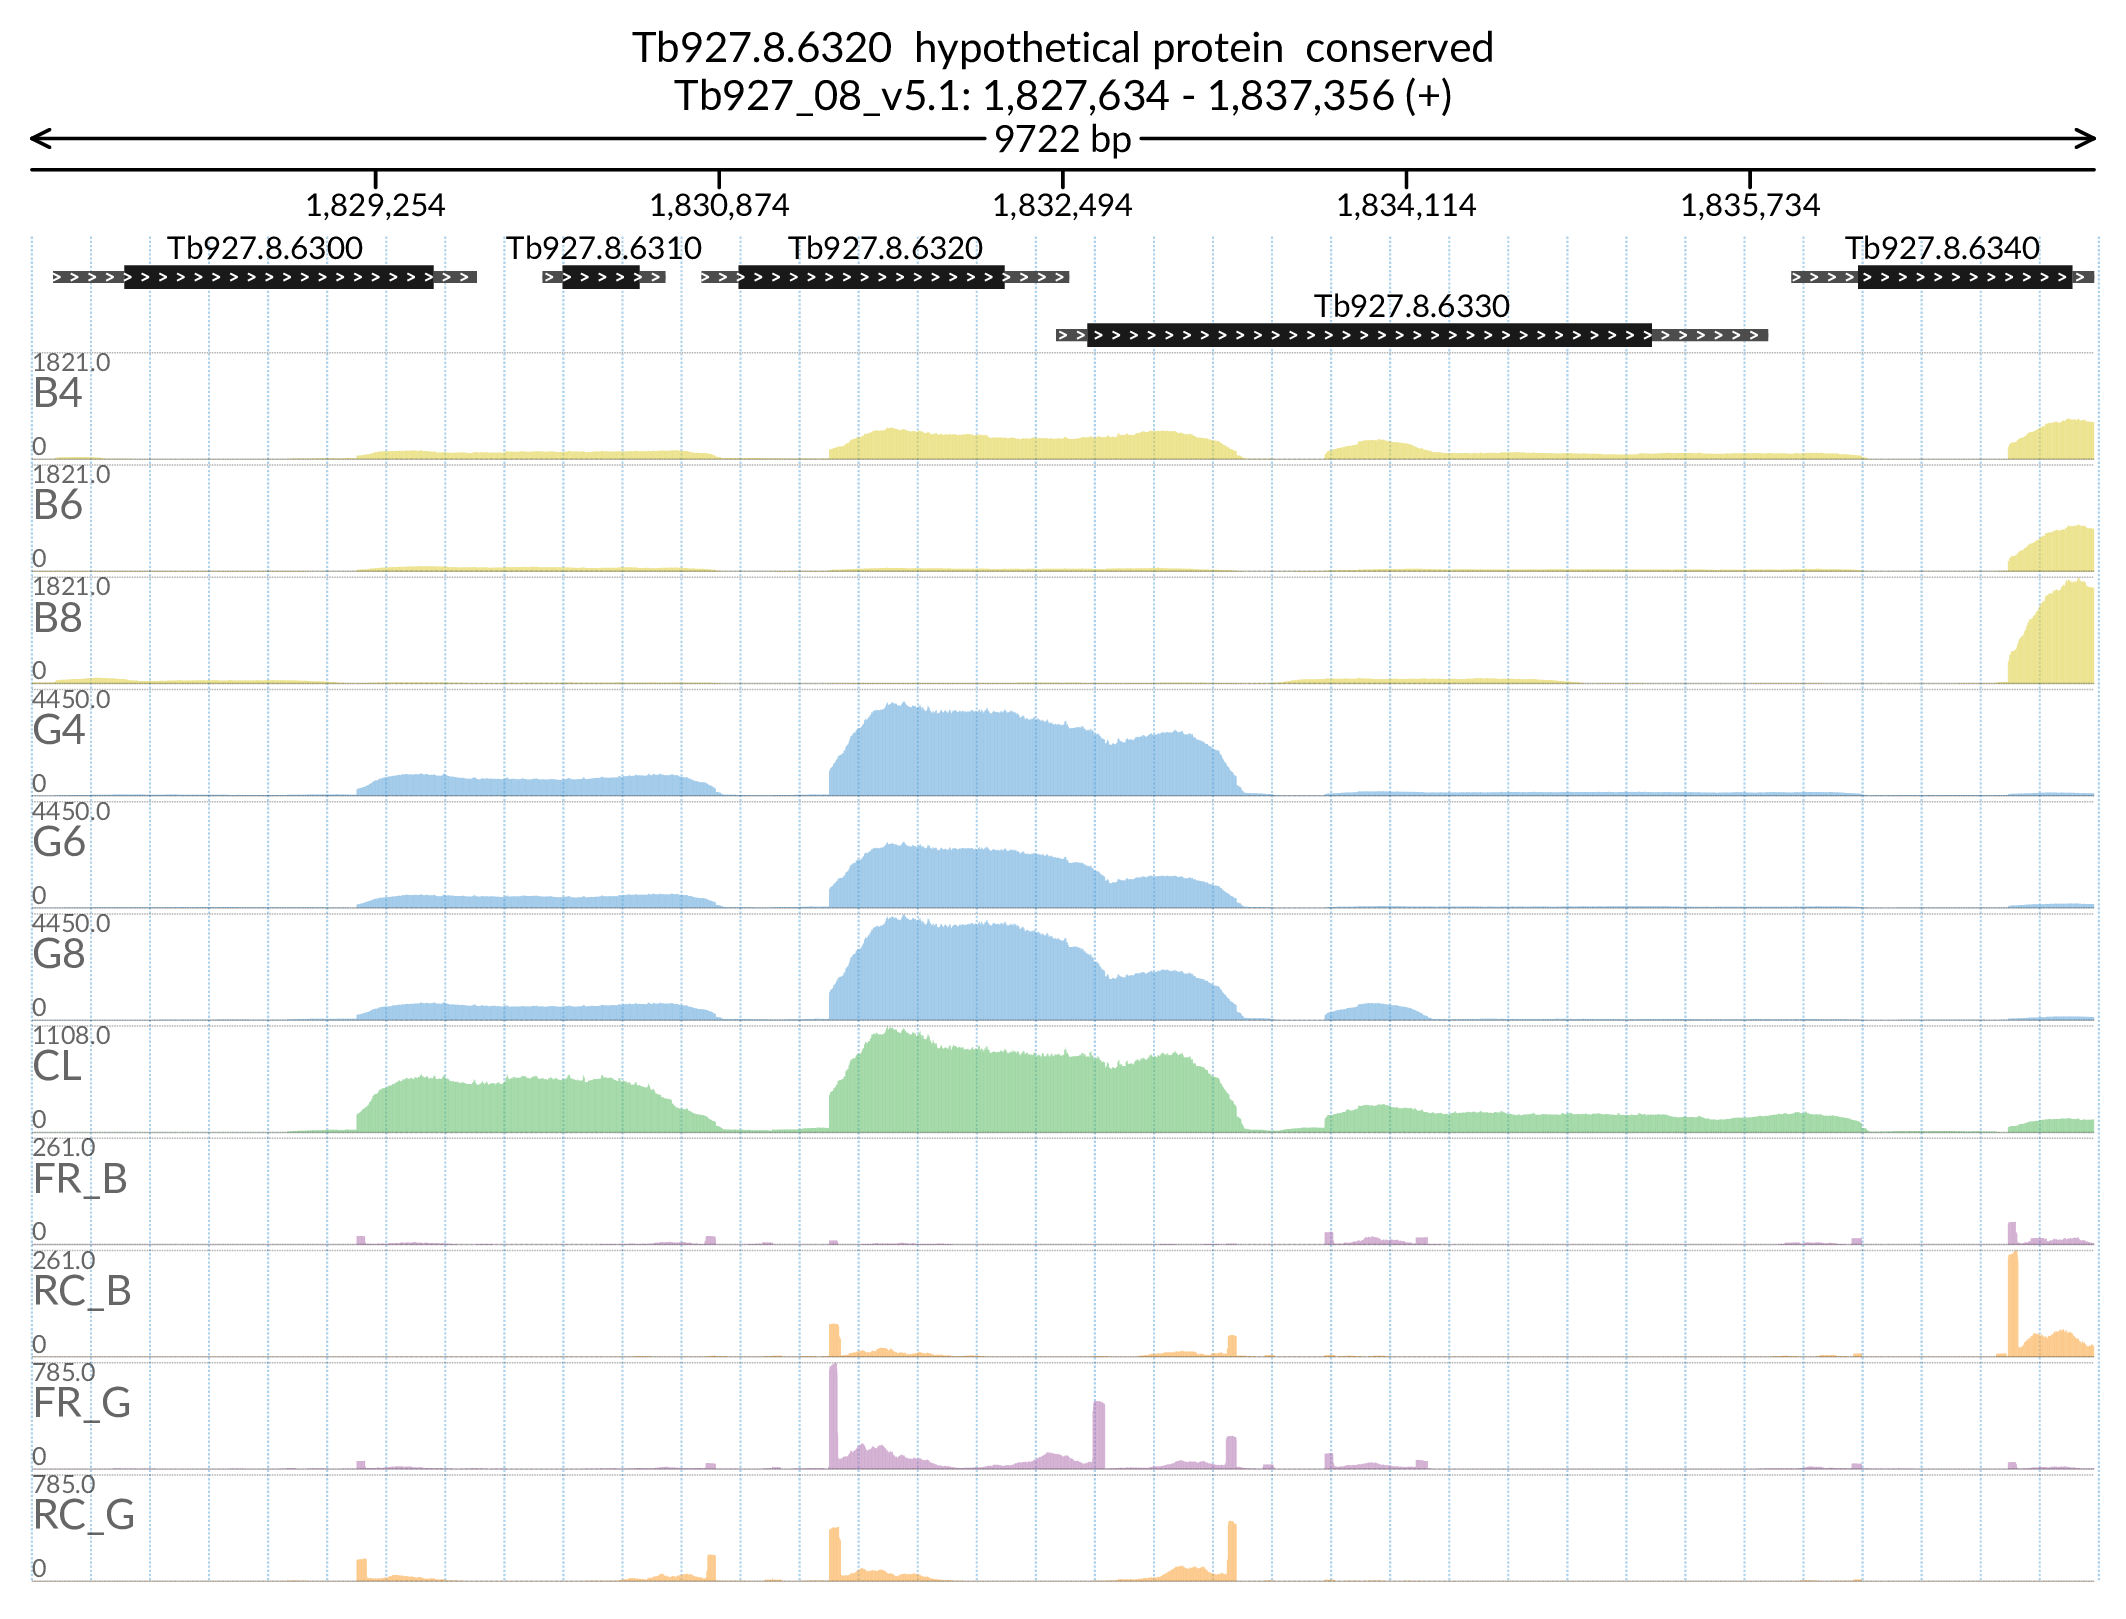 Tb927.8.6320  hypothetical protein  conserved
Tb927_08_v5.1: 1,827,634 - 1,837,356 (+)
9722 bp
1,829,254 1,830,874 1,832,494 1,834,114 1,835,734
Tb927.8.6300 Tb927.8.6310 Tb927.8.6320 Tb927.8.6340
Tb927.8.6330
1821.0
B4
0
1821.0
B6
0
1821.0
B8
0
4450.0
G4
0
4450.0
G6
0
4450.0
G8
0
1108.0
CL
0
261.0
FR_B
0
261.0
RC_B
0
785.0
FR_G
0
785.0
RC_G
0